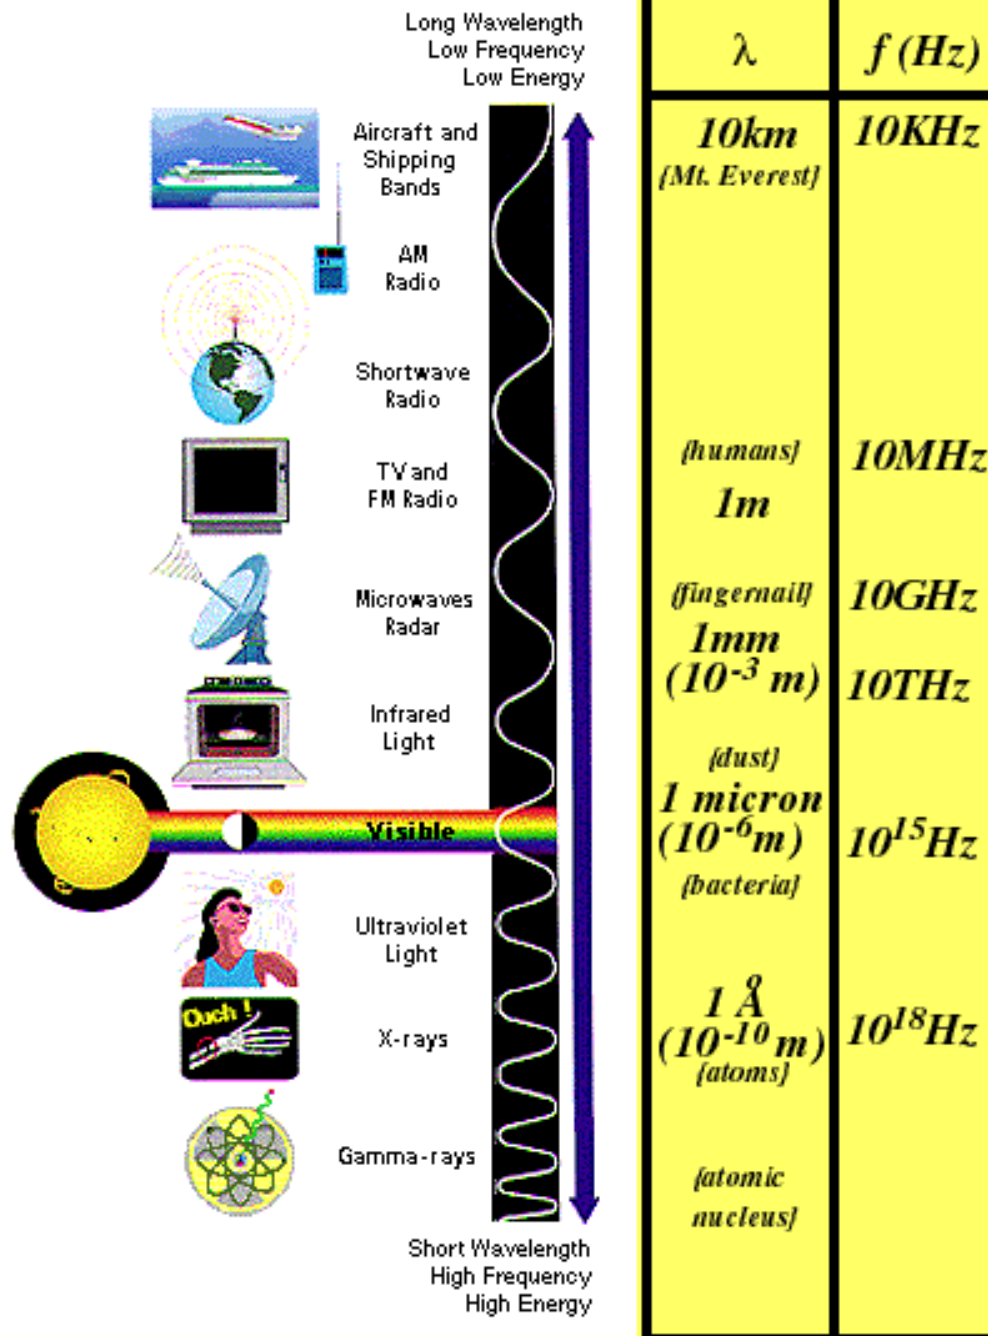 Long Wavelength
Low Frequency
Low Energy
Aircraft and
Shipping
Bands
AM
Radio
Shortwave
Radio
TV and
FM Radio
Microwaves
Radar
Infrared
Light
Visible
Ultraviolet
Light
Ouch !
X-rays
Gamma-rays
Short Wavelength
High Frequency
High Energy
λ
f (Hz)
10km
10KHz
{Mt. Everest}
{humans}
10MHz
1m
{fingernail}
10GHz
1mm
(10⁻³ m)
10THz
{dust}
1 micron
(10⁻⁶m)
10¹⁵Hz
{bacteria}
1 Å
(10⁻¹⁰m)
10¹⁸Hz
{atoms}
{atomic
nucleus}